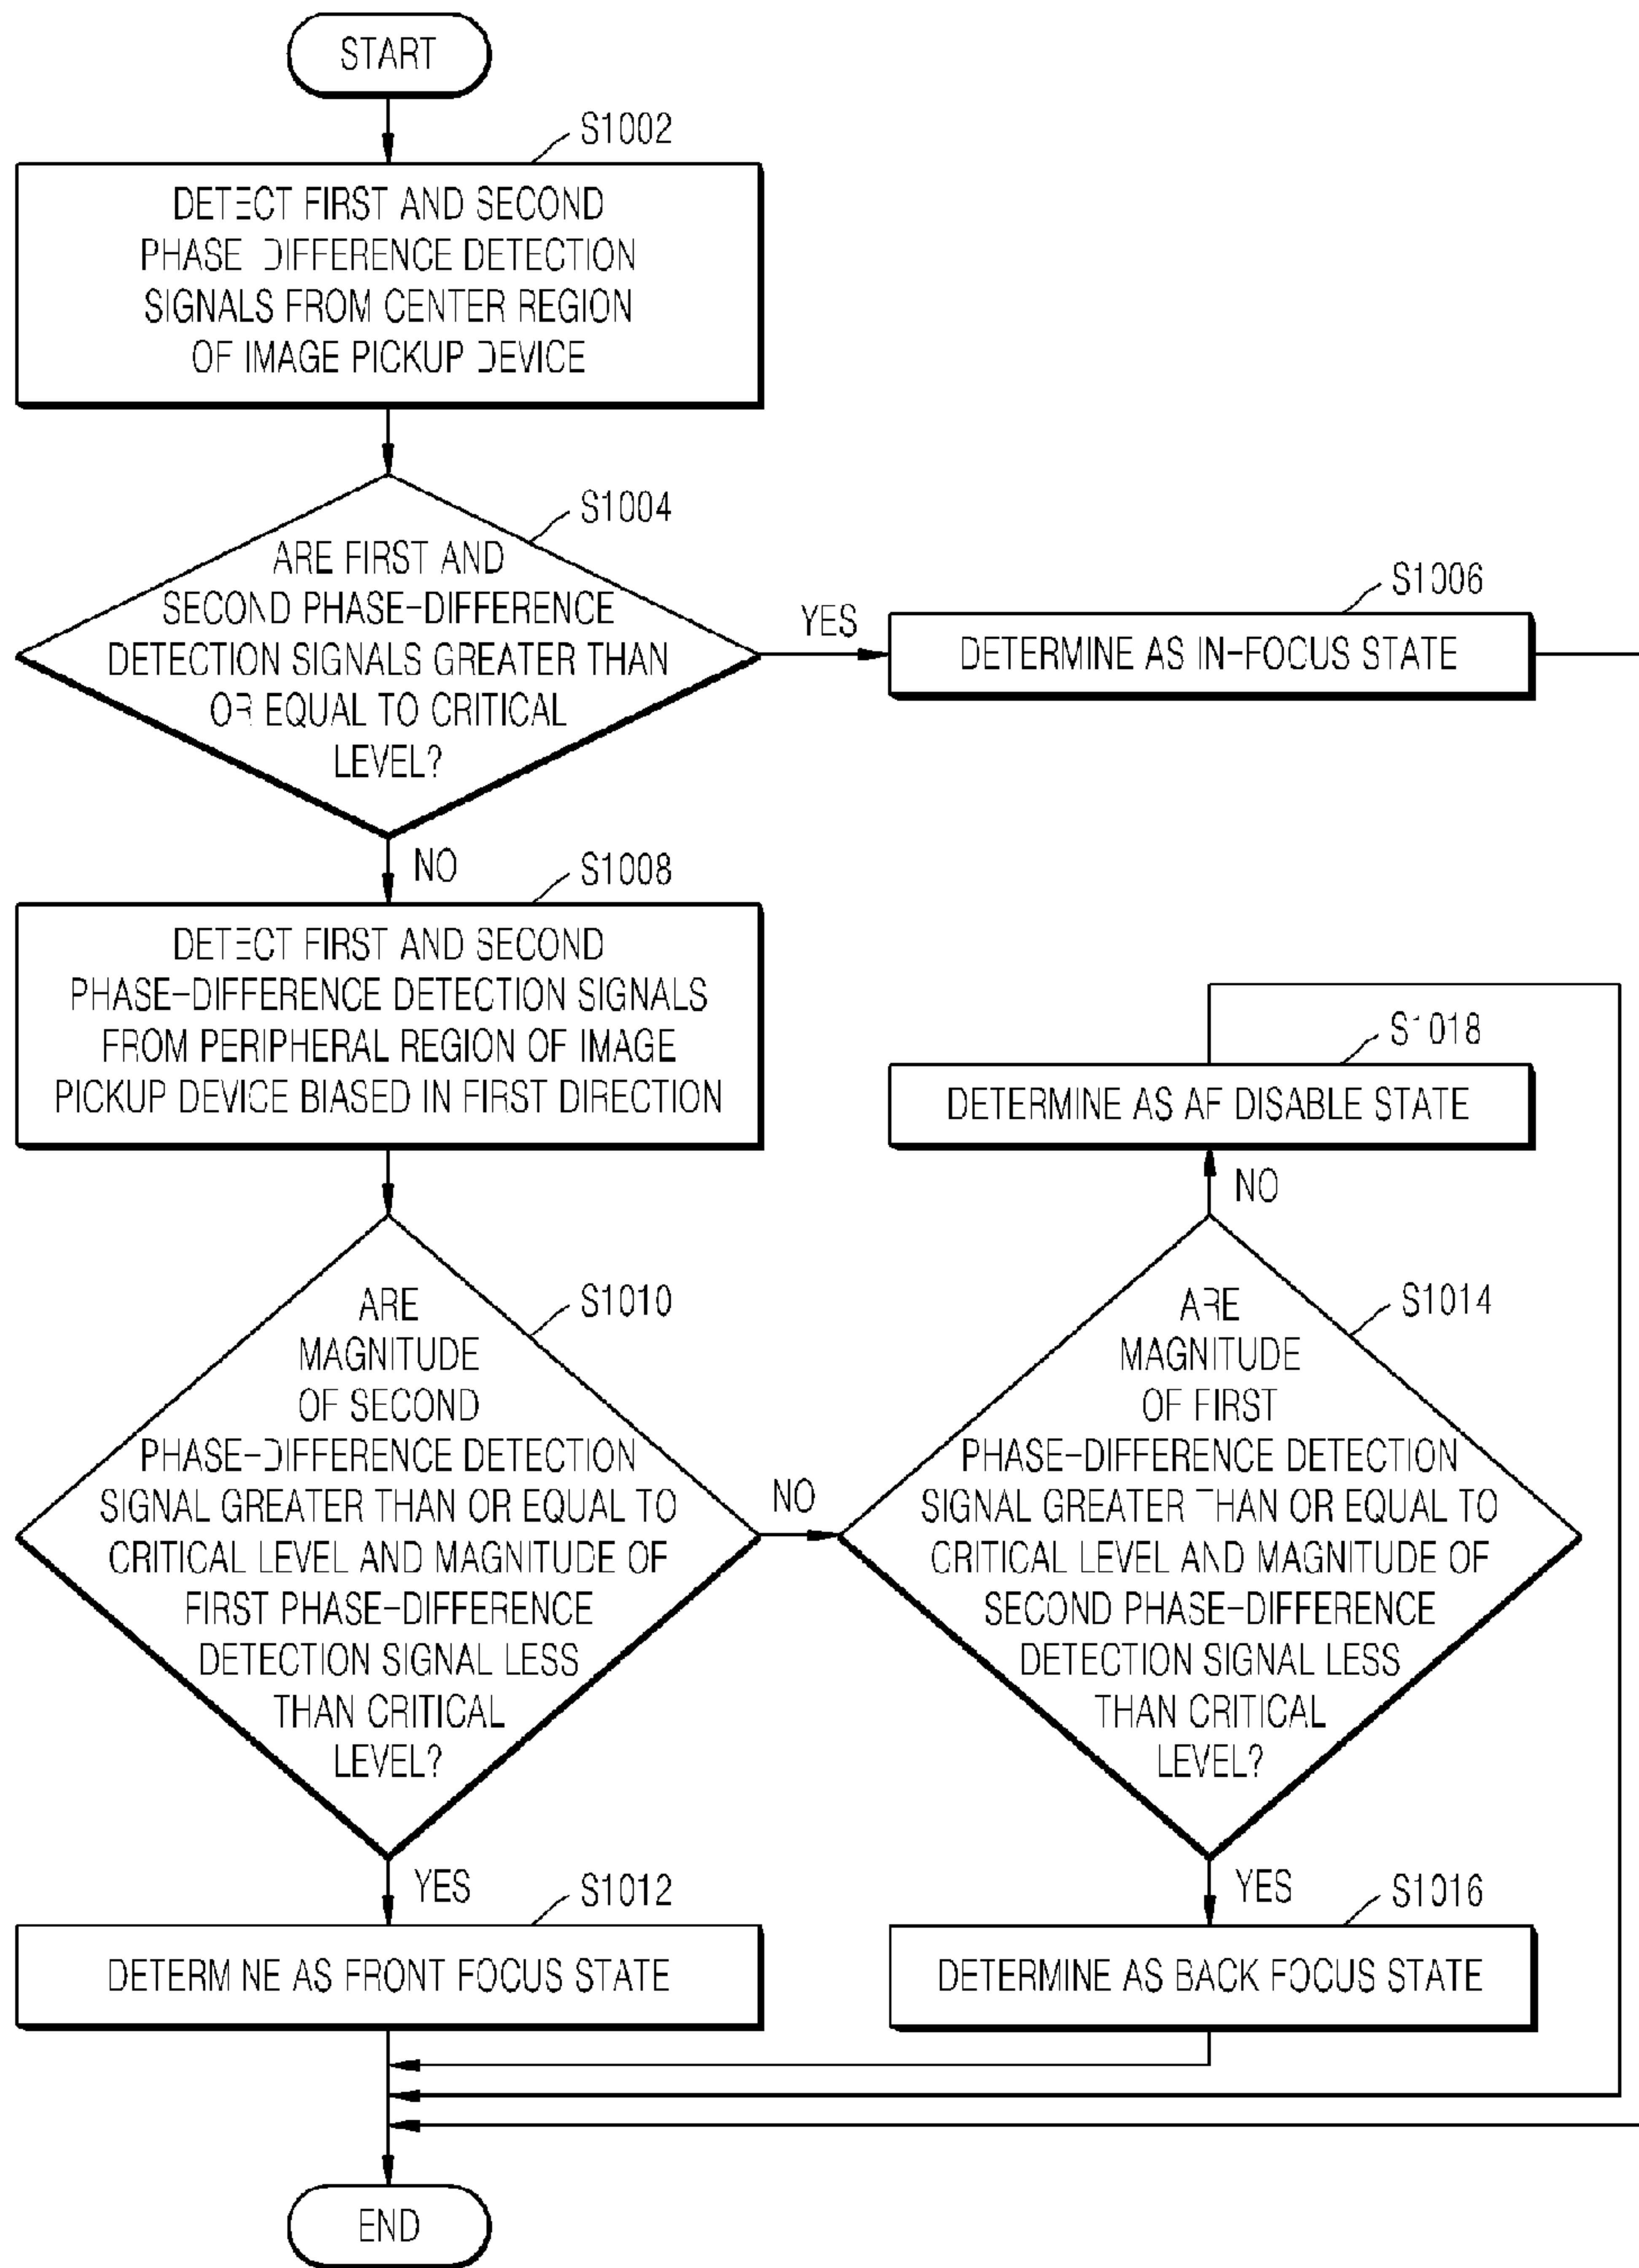 START
S1002
DETECT FIRST AND SECOND
PHASE-DIFFERENCE DETECTION
SIGNALS FROM CENTER REGION
OF IMAGE PICKUP DEVICE
S1004
ARE FIRST AND
SECOND PHASE-DIFFERENCE
DETECTION SIGNALS GREATER THAN
OR EQUAL TO CRITICAL
LEVEL?
YES
S1006
DETERMINE AS IN-FOCUS STATE
NO
S1008
DETECT FIRST AND SECOND
PHASE-DIFFERENCE DETECTION SIGNALS
FROM PERIPHERAL REGION OF IMAGE
PICKUP DEVICE BIASED IN FIRST DIRECTION
S1018
DETERMINE AS AF DISABLE STATE
NO
S1010
ARE
MAGNITUDE
OF SECOND
PHASE-DIFFERENCE DETECTION
SIGNAL GREATER THAN OR EQUAL TO
CRITICAL LEVEL AND MAGNITUDE OF
FIRST PHASE-DIFFERENCE
DETECTION SIGNAL LESS
THAN CRITICAL
LEVEL?
NO
S1014
ARE
MAGNITUDE
OF FIRST
PHASE-DIFFERENCE DETECTION
SIGNAL GREATER THAN OR EQUAL TO
CRITICAL LEVEL AND MAGNITUDE OF
SECOND PHASE-DIFFERENCE
DETECTION SIGNAL LESS
THAN CRITICAL
LEVEL?
YES
S1012
DETERMINE AS FRONT FOCUS STATE
YES
S1016
DETERMINE AS BACK FOCUS STATE
END